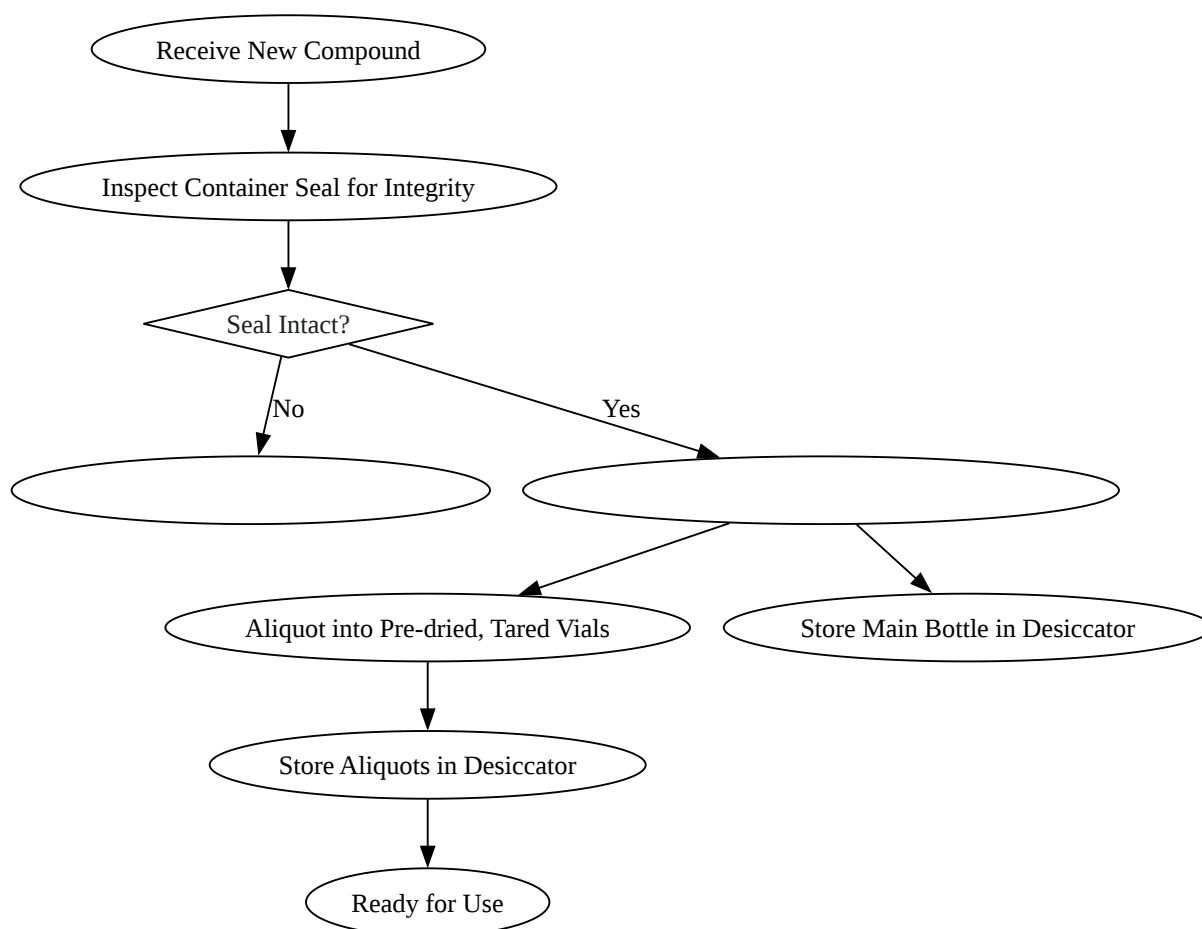 Receive New Compound
Inspect Container Seal for Integrity
Seal Intact?
No
Yes
Aliquot into Pre-dried, Tared Vials
Store Main Bottle in Desiccator
Store Aliquots in Desiccator
Ready for Use